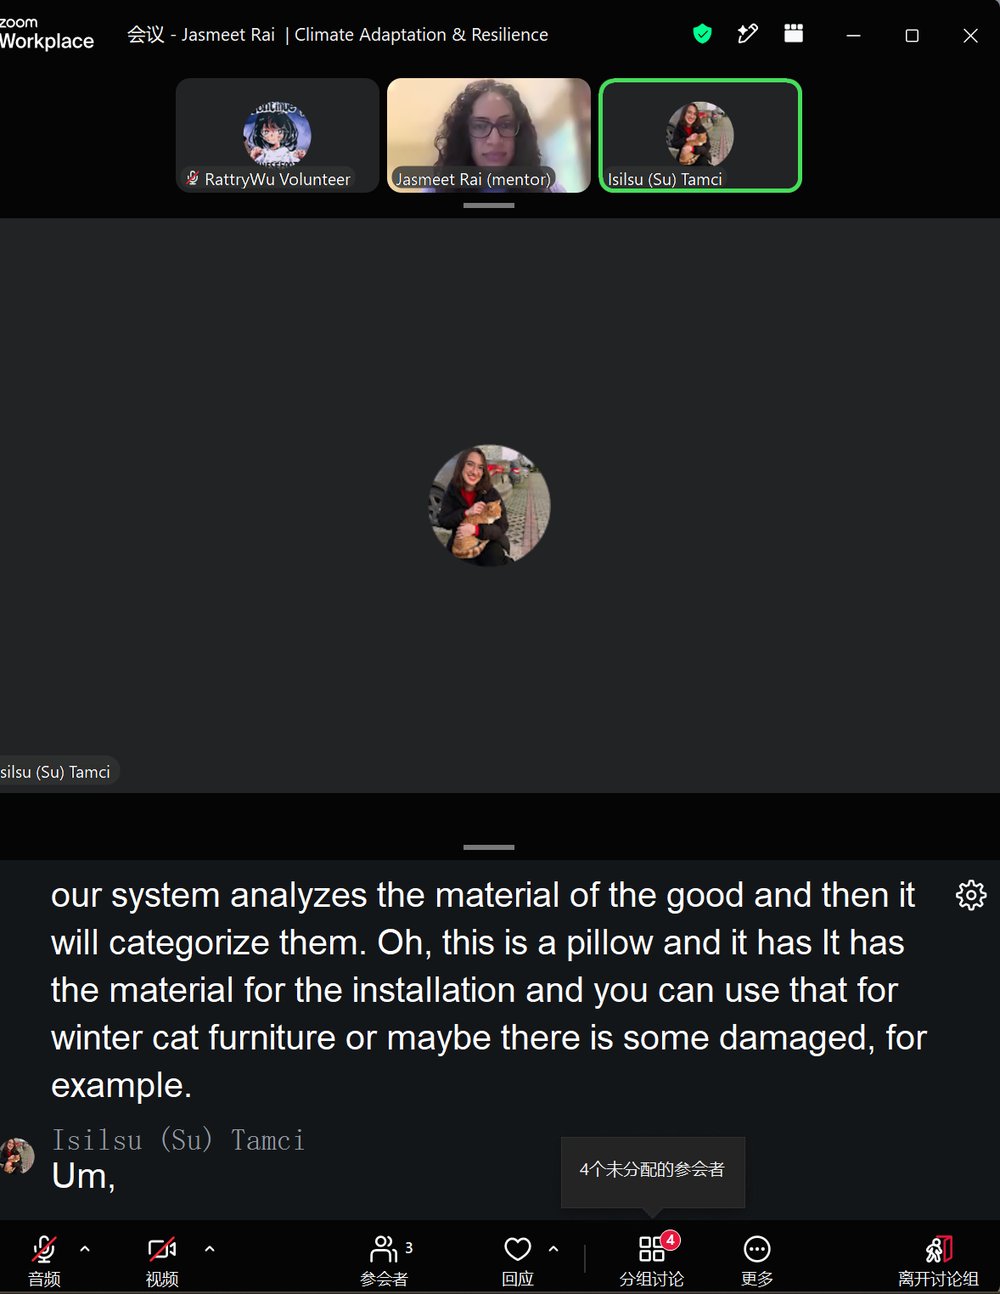 zoom
Workplace
会议 - Jasmeet Rai | Climate Adaptation & Resilience
RattryWu Volunteer
Jasmeet Rai (mentor)
Isilsu (Su) Tamci
silsu (Su) Tamci
our system analyzes the material of the good and then it
will categorize them. Oh, this is a pillow and it has It has
the material for the installation and you can use that for
winter cat furniture or maybe there is some damaged, for
example.
Isilsu (Su) Tamci
Um,
4个未分配的参会者
3
4
音频
视频
参会者
回应
分组讨论
更多
离开讨论组